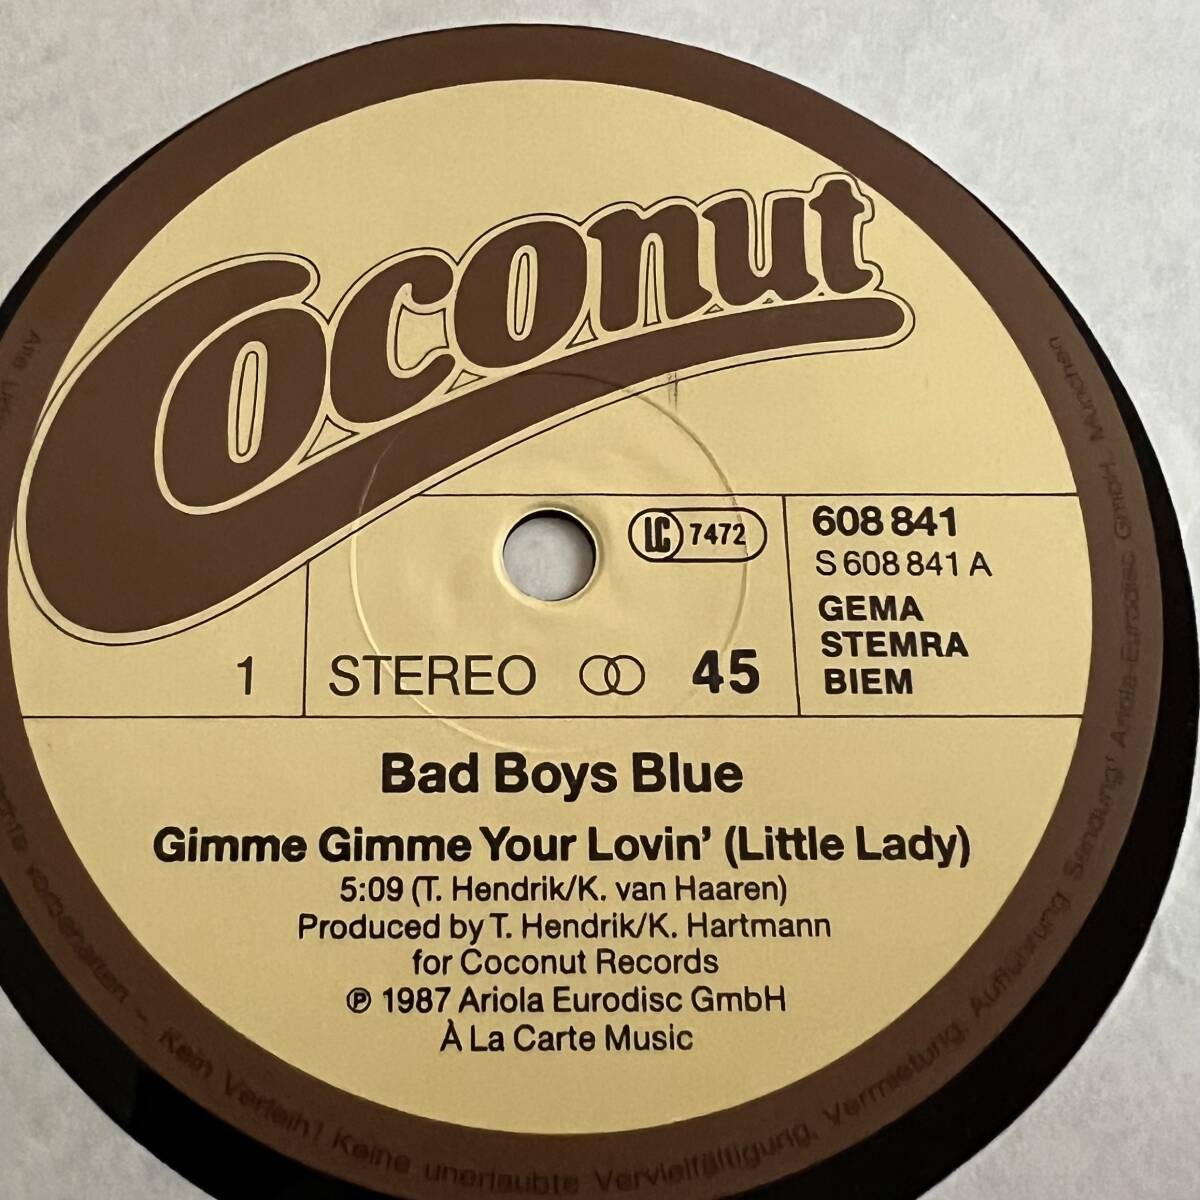 Coconut
LC 7472
608 841
S 608 841 A
GEMA
STEMRA
BIEM
1
STEREO
45
Bad Boys Blue
Gimme Gimme Your Lovin’ (Little Lady)
5:09 (T. Hendrik/K. van Haaren)
Produced by T. Hendrik/K. Hartmann
for Coconut Records
℗ 1987 Ariola Eurodisc GmbH
À La Carte Music
Alle vorbehalten – Kein Verleih! Keine unerlaubte Vervielfältigung, Vermietung, Aufführung, Sendung! Ariola-Eurodisc GmbH, München